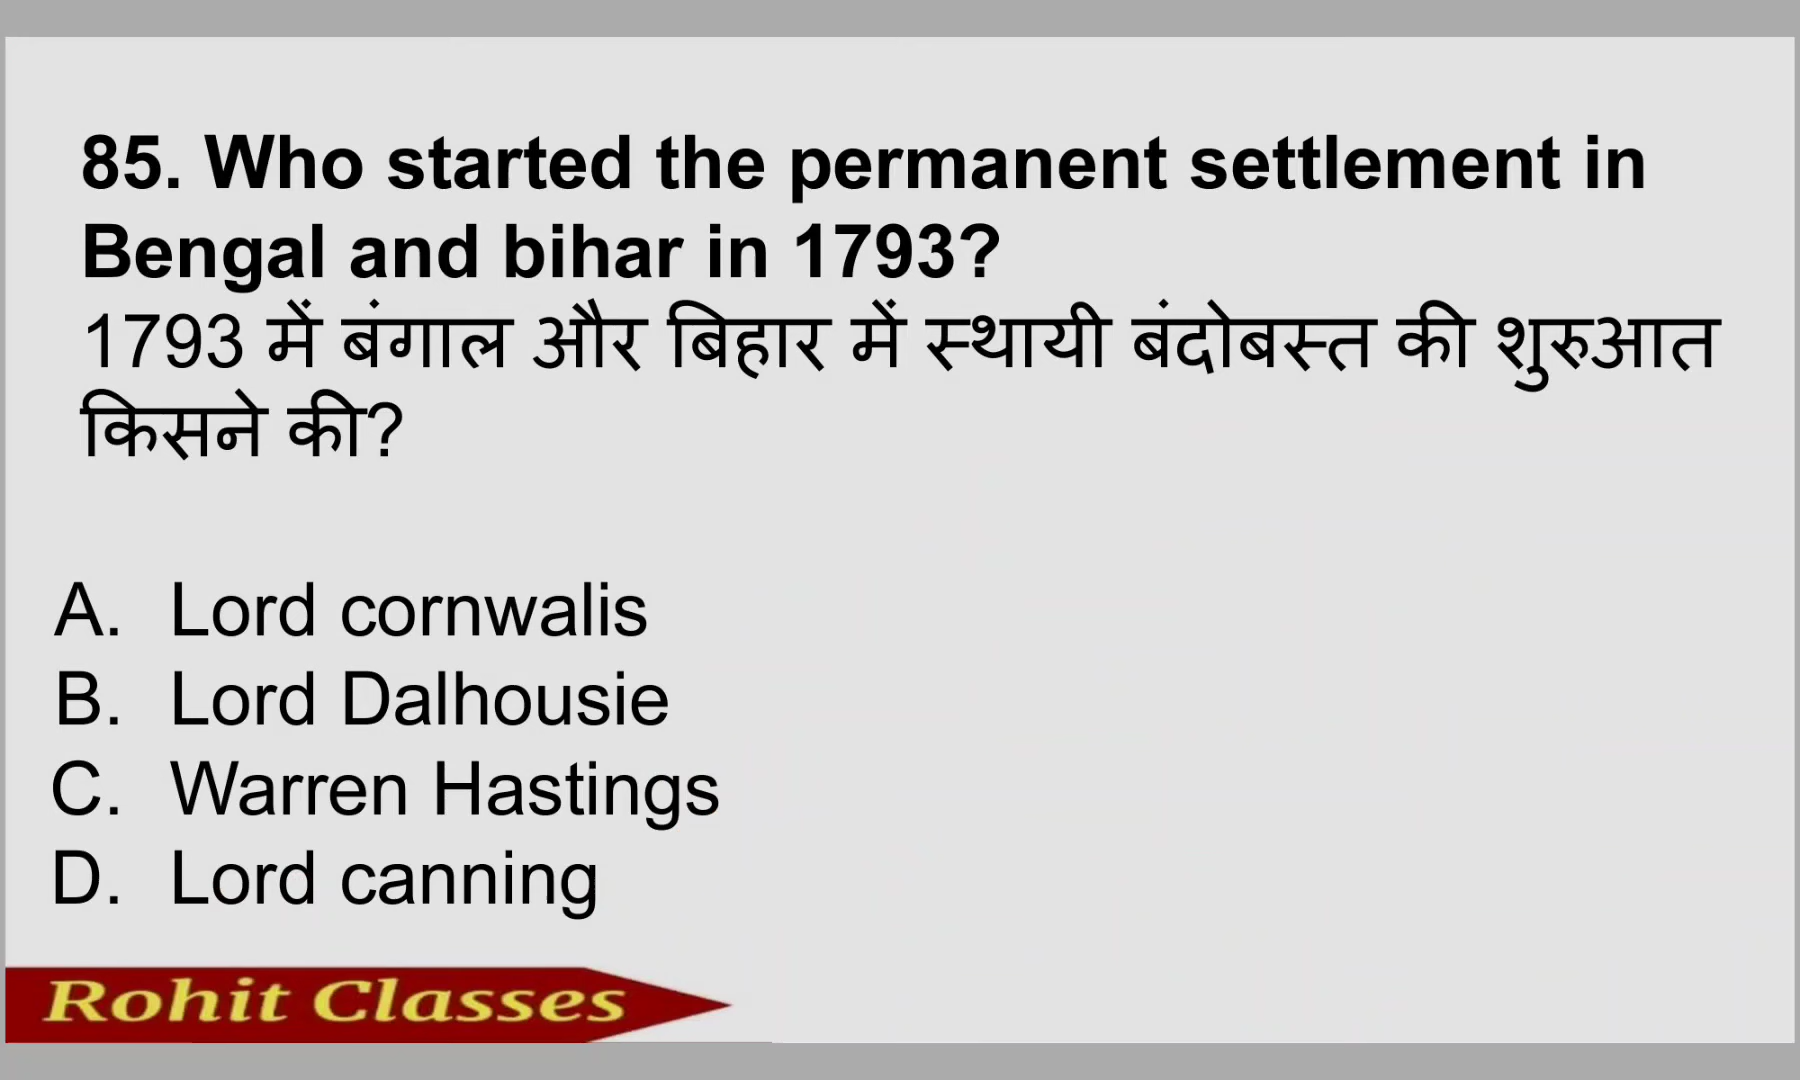 85. Who started the permanent settlement in
Bengal and bihar in 1793?
1793 में बंगाल और बिहार में स्थायी बंदोबस्त की शुरुआत
किसने की?
A. Lord cornwalis
B. Lord Dalhousie
C. Warren Hastings
D. Lord canning
Rohit Classes